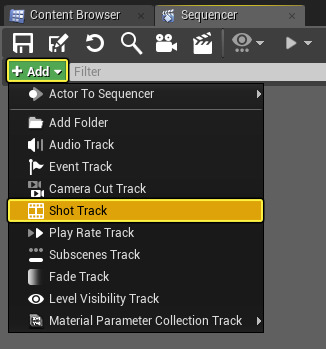 Content Browser
Sequencer
Add
Filter
Actor To Sequencer
Add Folder
Audio Track
Event Track
Camera Cut Track
Shot Track
Play Rate Track
Subscenes Track
Fade Track
Level Visibility Track
Material Parameter Collection Track